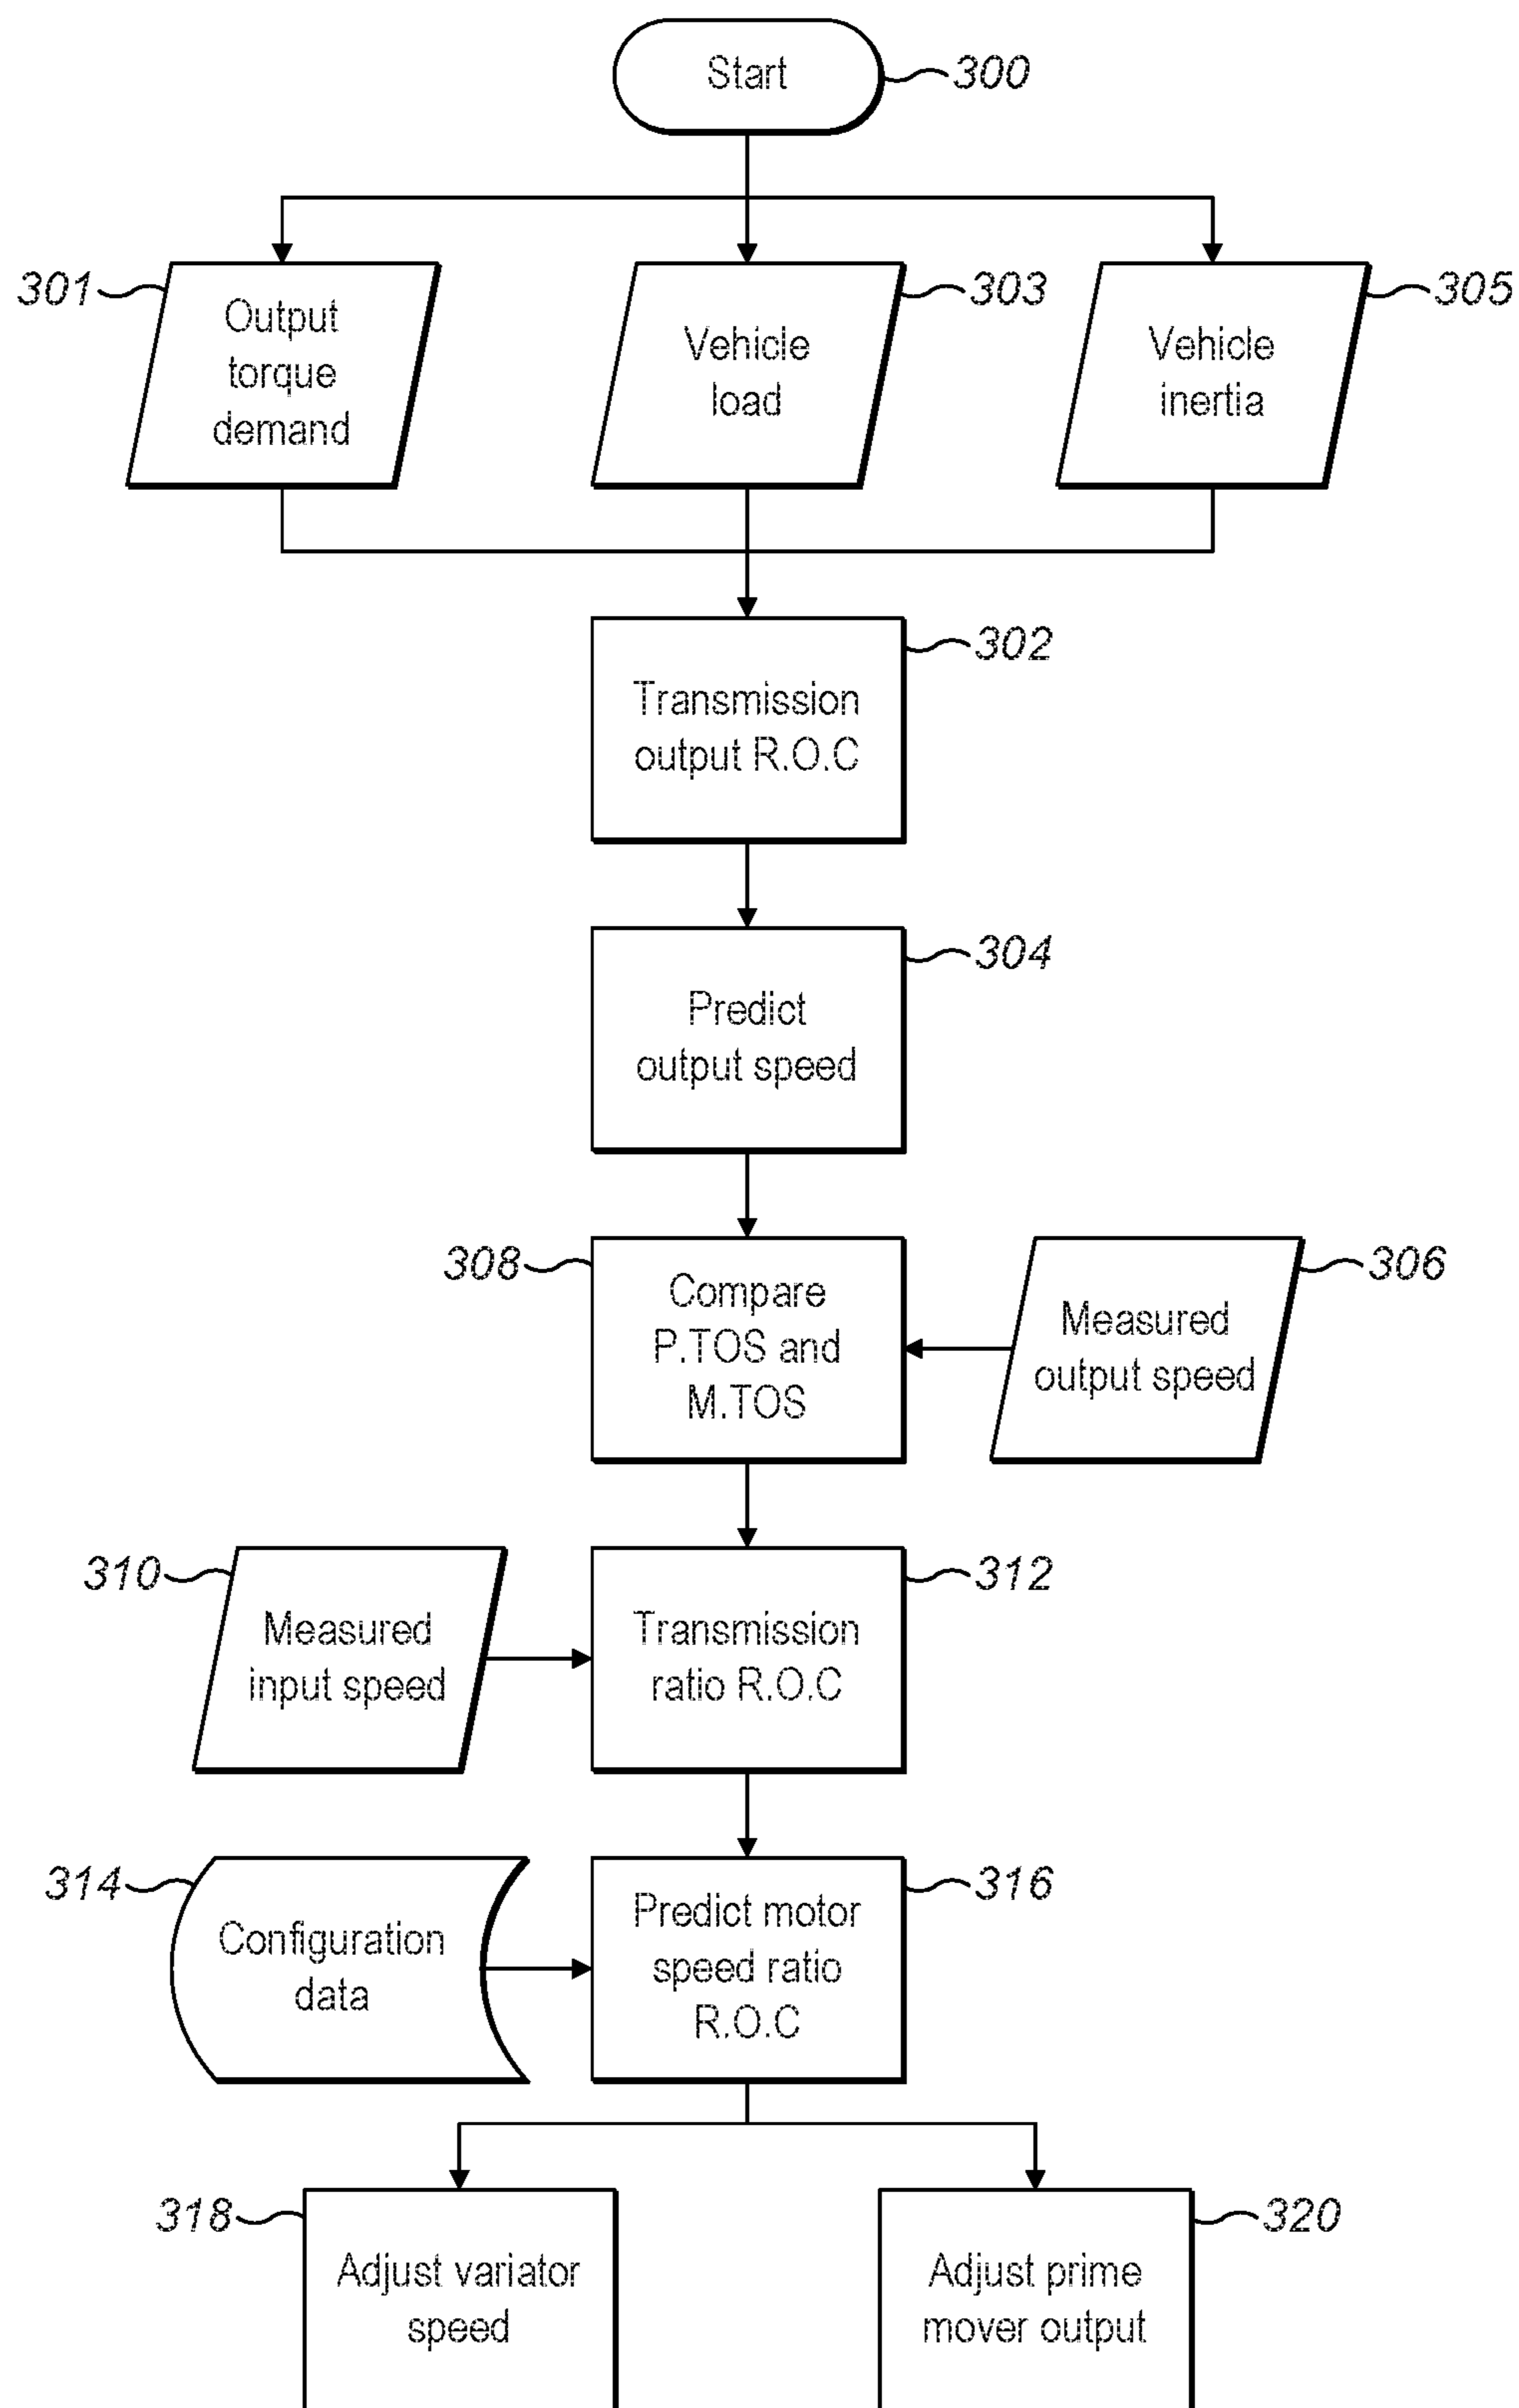 Start
300
301
Output
torque
demand
Vehicle
load
303
Vehicle
inertia
305
302
Transmission
output R.O.C
304
Predict
output speed
308
Compare
P.TOS and
M.TOS
306
Measured
output speed
310
Measured
input speed
312
Transmission
ratio R.O.C
314
Configuration
data
316
Predict motor
speed ratio
R.O.C
318
Adjust variator
speed
320
Adjust prime
mover output